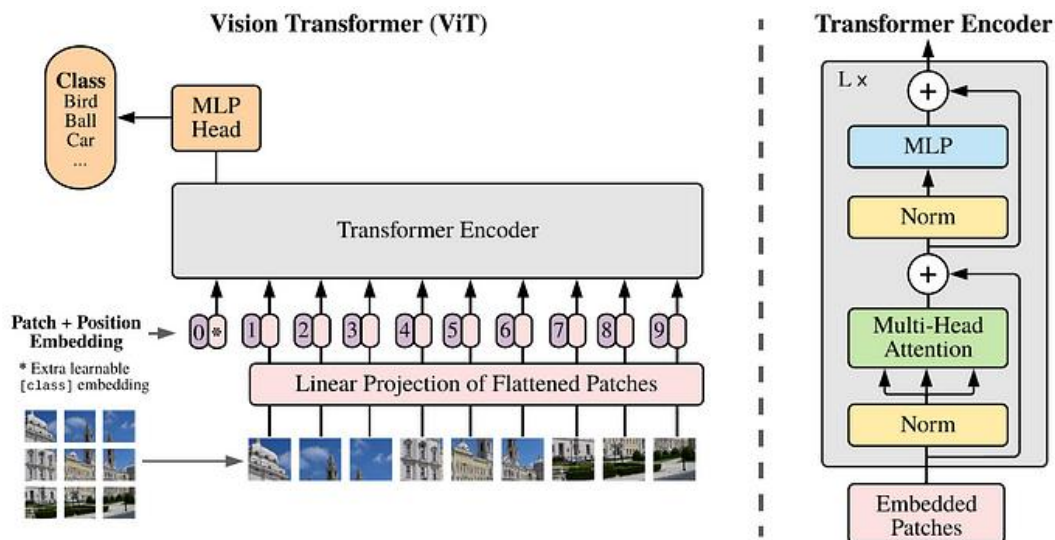 Vision Transformer (ViT)
Class
Bird
Ball
Car
...
MLP
Head
Transformer Encoder
Patch + Position
Embedding
0 * 1 2 3 4 5 6 7 8 9
* Extra learnable
[class] embedding
Linear Projection of Flattened Patches
Transformer Encoder
L ×
+
MLP
Norm
+
Multi-Head
Attention
Norm
Embedded
Patches